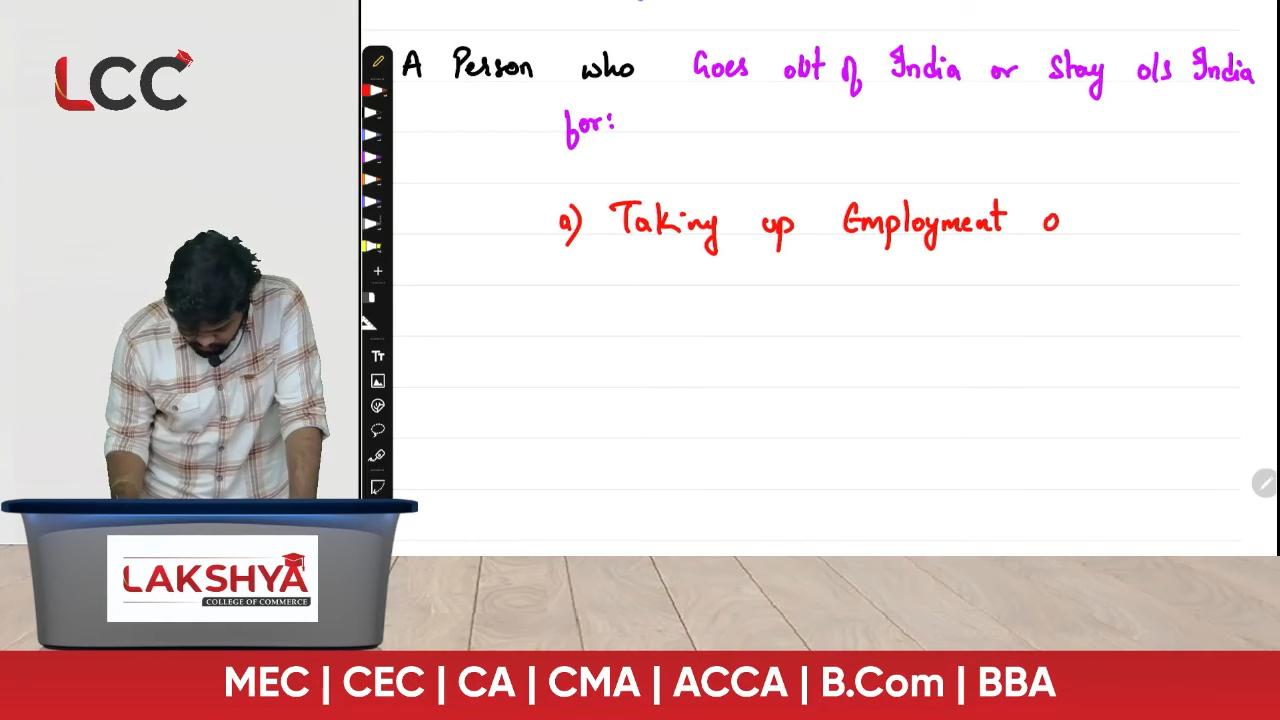 LCC
A Person who Goes out of India or Stay o/s India
for:
a) Taking up Employment o
TT
LAKSHYA
COLLEGE OF COMMERCE
MEC | CEC | CA | CMA | ACCA | B.Com | BBA